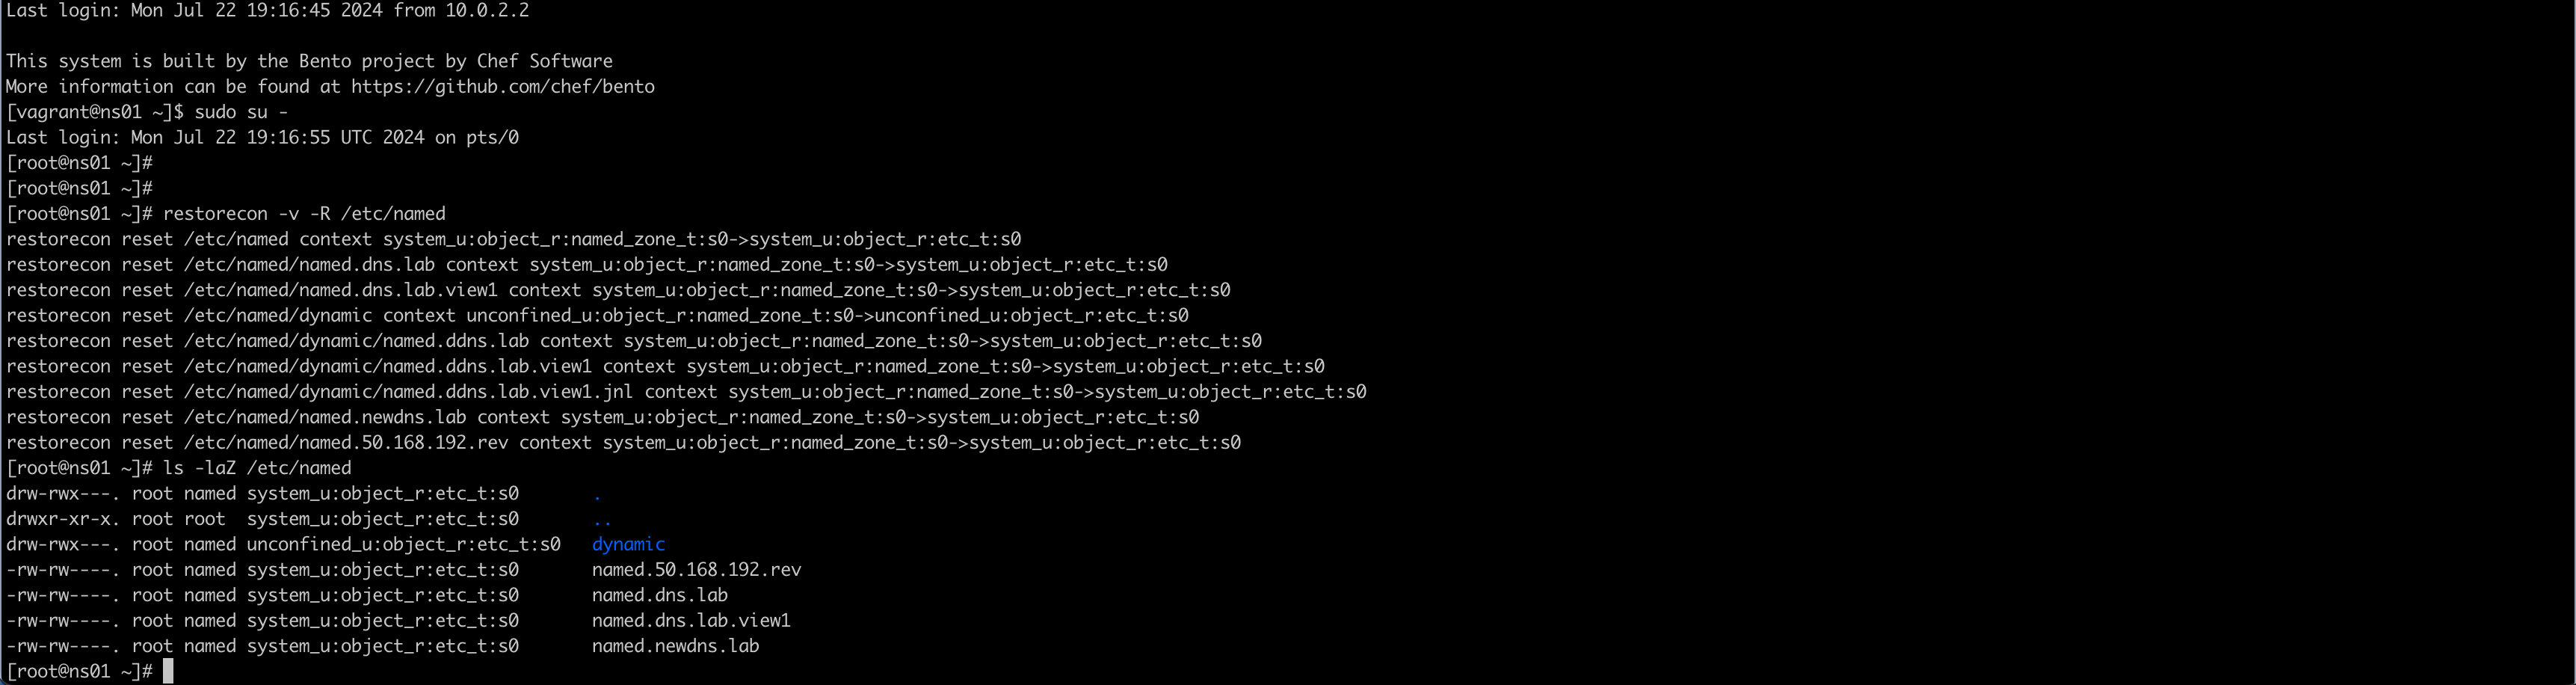 Last login: Mon Jul 22 19:16:45 2024 from 10.0.2.2
This system is built by the Bento project by Chef Software
More information can be found at https://github.com/chef/bento
[vagrant@ns01 ~]$ sudo su -
Last login: Mon Jul 22 19:16:55 UTC 2024 on pts/0
[root@ns01 ~]#
[root@ns01 ~]#
[root@ns01 ~]# restorecon -v -R /etc/named
restorecon reset /etc/named context system_u:object_r:named_zone_t:s0->system_u:object_r:etc_t:s0
restorecon reset /etc/named/named.dns.lab context system_u:object_r:named_zone_t:s0->system_u:object_r:etc_t:s0
restorecon reset /etc/named/named.dns.lab.view1 context system_u:object_r:named_zone_t:s0->system_u:object_r:etc_t:s0
restorecon reset /etc/named/dynamic context unconfined_u:object_r:named_zone_t:s0->unconfined_u:object_r:etc_t:s0
restorecon reset /etc/named/dynamic/named.ddns.lab context system_u:object_r:named_zone_t:s0->system_u:object_r:etc_t:s0
restorecon reset /etc/named/dynamic/named.ddns.lab.view1 context system_u:object_r:named_zone_t:s0->system_u:object_r:etc_t:s0
restorecon reset /etc/named/dynamic/named.ddns.lab.view1.jnl context system_u:object_r:named_zone_t:s0->system_u:object_r:etc_t:s0
restorecon reset /etc/named/named.newdns.lab context system_u:object_r:named_zone_t:s0->system_u:object_r:etc_t:s0
restorecon reset /etc/named/named.50.168.192.rev context system_u:object_r:named_zone_t:s0->system_u:object_r:etc_t:s0
[root@ns01 ~]# ls -laZ /etc/named
drw-rwx---. root named system_u:object_r:etc_t:s0       .
drwxr-xr-x. root root  system_u:object_r:etc_t:s0       ..
drw-rwx---. root named unconfined_u:object_r:etc_t:s0   dynamic
-rw-rw----. root named system_u:object_r:etc_t:s0       named.50.168.192.rev
-rw-rw----. root named system_u:object_r:etc_t:s0       named.dns.lab
-rw-rw----. root named system_u:object_r:etc_t:s0       named.dns.lab.view1
-rw-rw----. root named system_u:object_r:etc_t:s0       named.newdns.lab
[root@ns01 ~]#